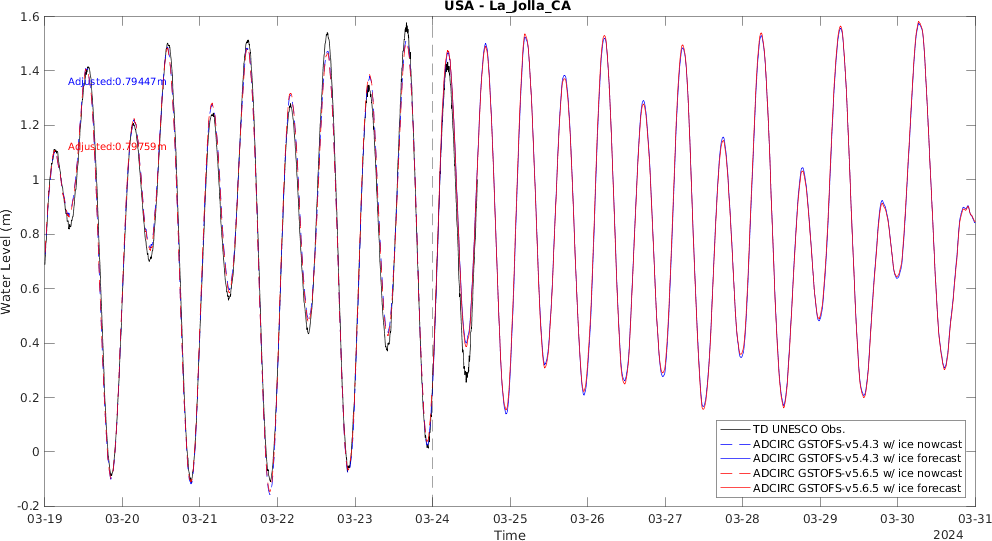 USA - La_Jolla_CA
1.6
1.4
1.2
1
0.8
0.6
0.4
0.2
0
-0.2
Water Level (m)
Adjusted:0.79447m
Adjusted:0.79759m
TD UNESCO Obs.
ADCIRC GSTOFS-v5.4.3 w/ ice nowcast
ADCIRC GSTOFS-v5.4.3 w/ ice forecast
ADCIRC GSTOFS-v5.6.5 w/ ice nowcast
ADCIRC GSTOFS-v5.6.5 w/ ice forecast
03-19 03-20 03-21 03-22 03-23 03-24 03-25 03-26 03-27 03-28 03-29 03-30 03-31
Time
2024